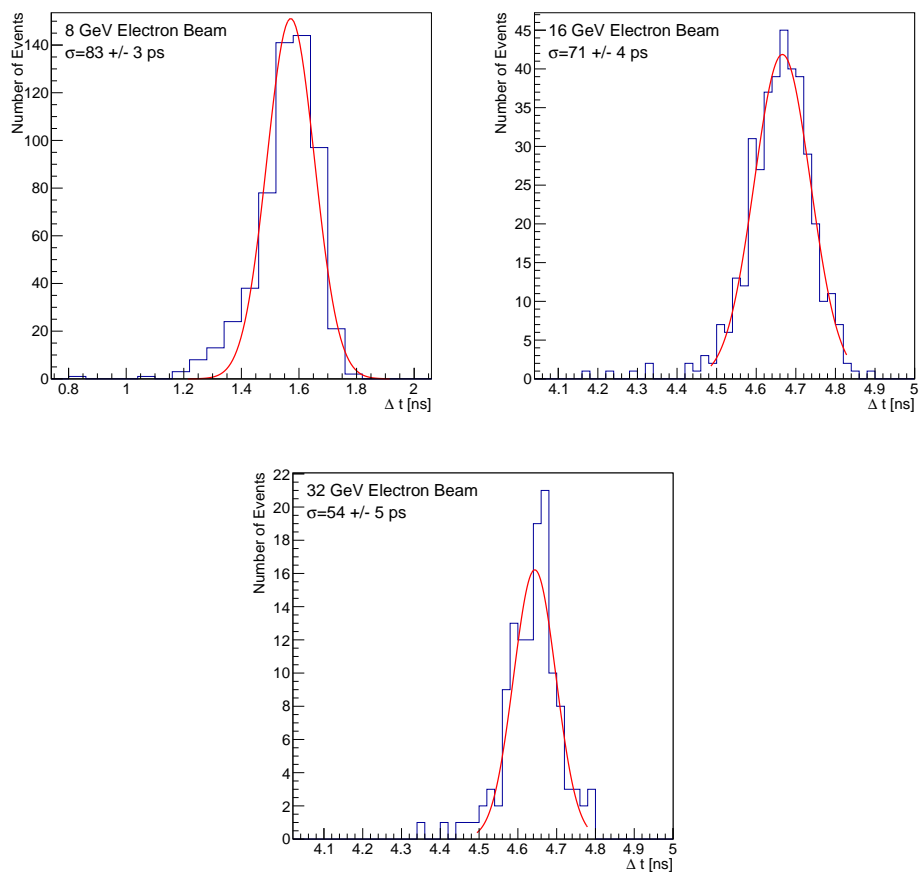 8 GeV Electron Beam
σ=83 +/- 3 ps
Number of Events
140
120
100
80
60
40
20
0
0.8 1 1.2 1.4 1.6 1.8 2
Δ t [ns]
16 GeV Electron Beam
σ=71 +/- 4 ps
Number of Events
45
40
35
30
25
20
15
10
5
0
4.1 4.2 4.3 4.4 4.5 4.6 4.7 4.8 4.9 5
Δ t [ns]
32 GeV Electron Beam
σ=54 +/- 5 ps
Number of Events
22
20
18
16
14
12
10
8
6
4
2
0
4.1 4.2 4.3 4.4 4.5 4.6 4.7 4.8 4.9 5
Δ t [ns]